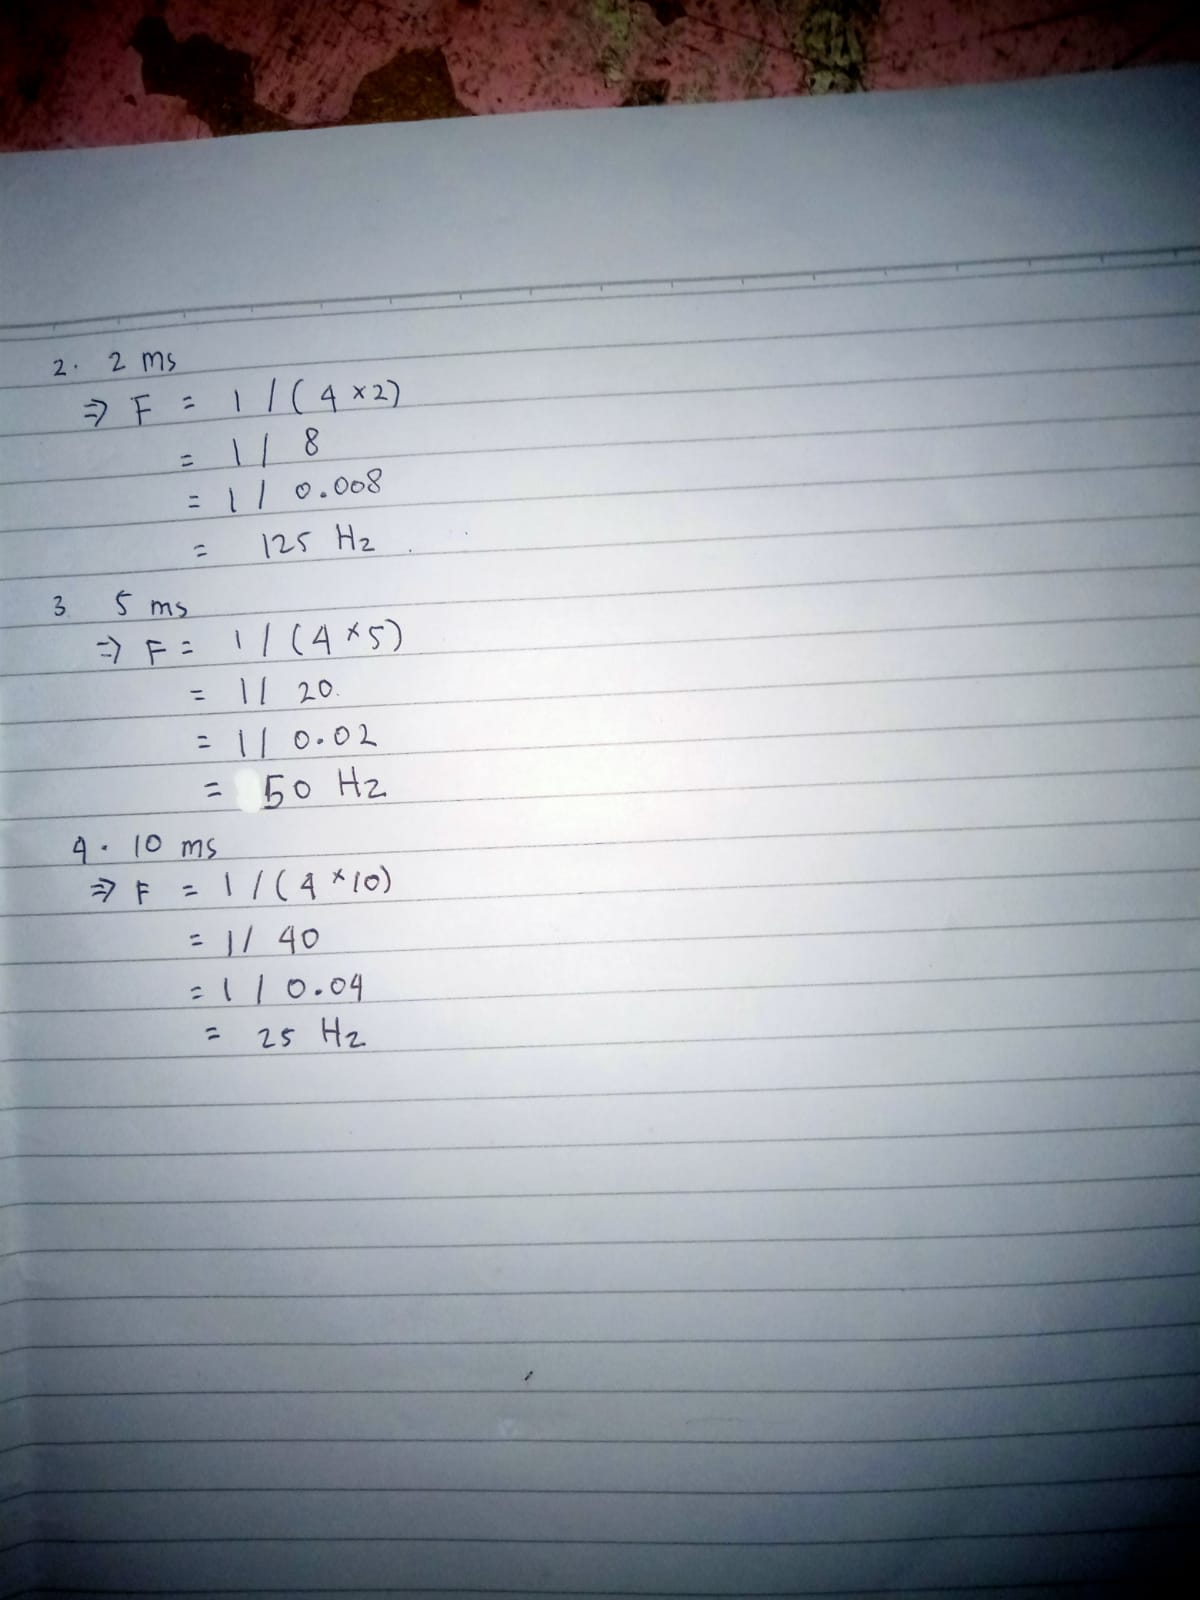 2. 2 ms
⇒ F = 1 / ( 4 × 2 )
= 1 / 8
= 1 / 0.008
= 125 Hz
3 5 ms
⇒ F = 1 / ( 4 × 5 )
= 1 / 20.
= 1 / 0.02
= 50 Hz
4. 10 ms
⇒ F = 1 / ( 4 × 10 )
= 1 / 40
= 1 / 0.04
= 25 Hz